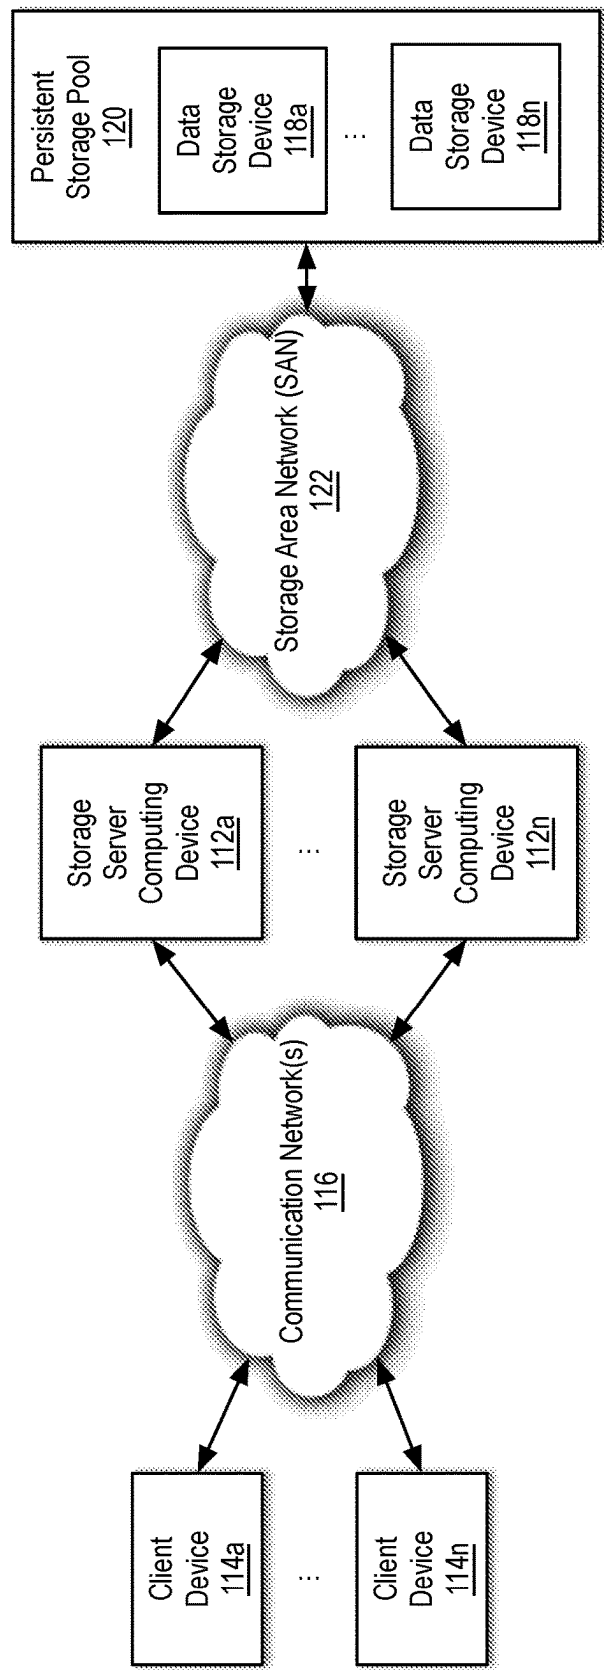 Client
Device
114a
...
Client
Device
114n
Communication Network(s)
116
Storage
Server
Computing
Device
112a
...
Storage
Server
Computing
Device
112n
Storage Area Network (SAN)
122
Persistent
Storage Pool
120
Data
Storage
Device
118a
...
Data
Storage
Device
118n